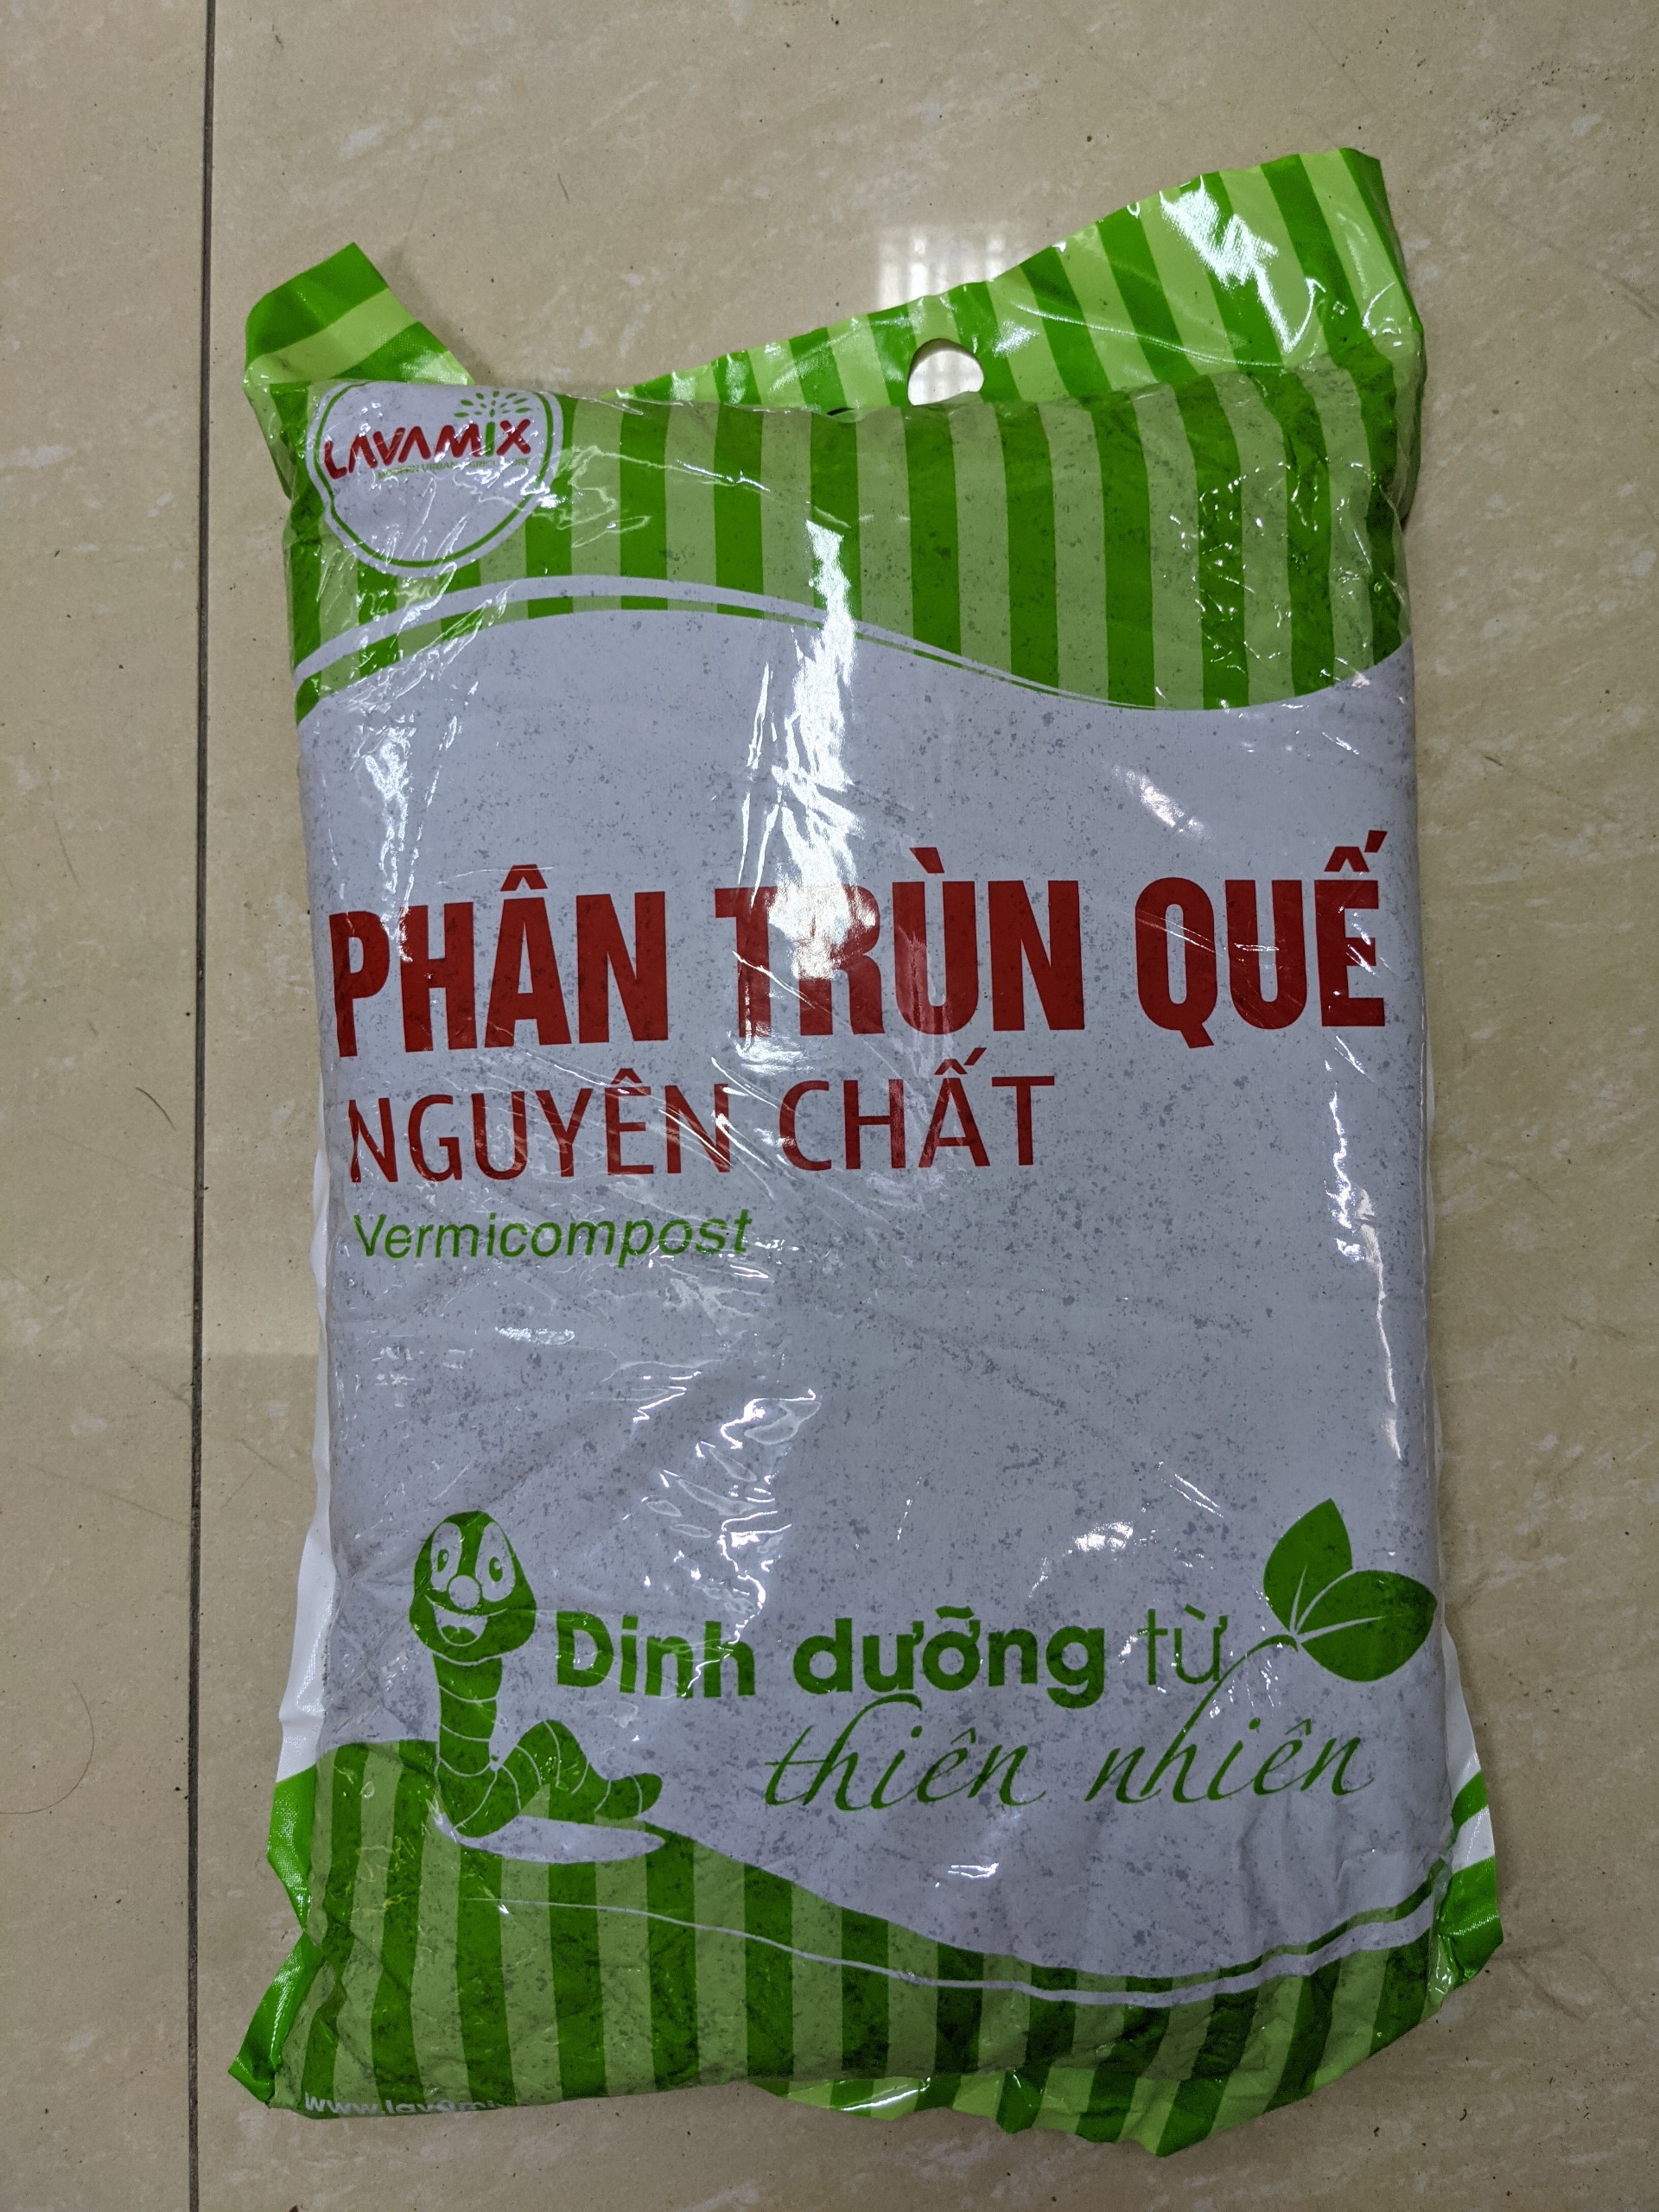 LAVAMIX
PHÂN TRÙN QUẾ
NGUYÊN CHẤT
Vermicompost
Dinh dưỡng từ
thiên nhiên